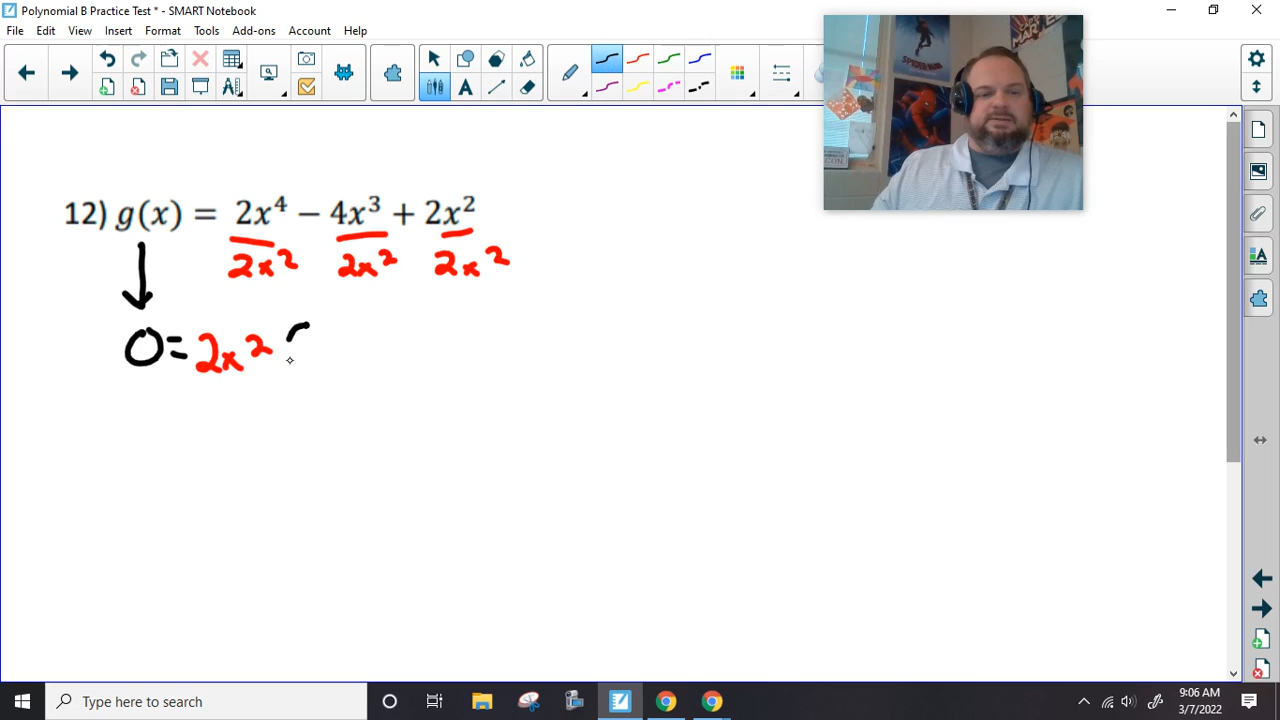 Polynomial B Practice Test * - SMART Notebook
File Edit View Insert Format Tools Add-ons Account Help
12) g(x) = 2x⁴ − 4x³ + 2x²
2x² 2x² 2x²
0= 2x² (
Type here to search
9:06 AM
3/7/2022